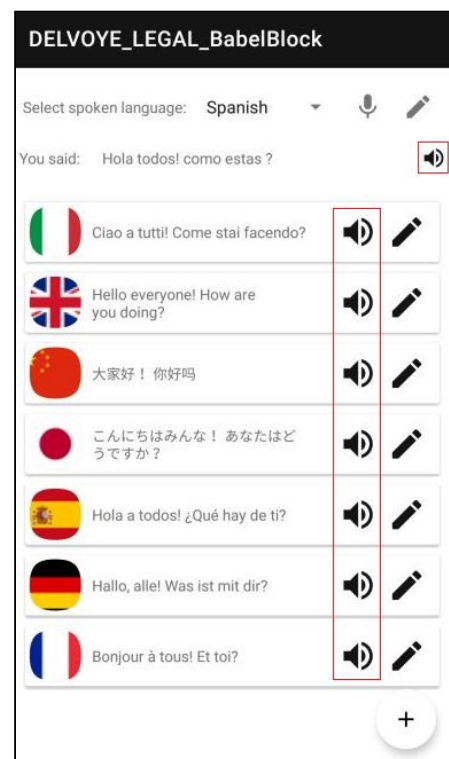 DELVOYE_LEGAL_BabelBlock
Select spoken language: Spanish
You said: Hola todos! como estas ?
Ciao a tutti! Come stai facendo?
Hello everyone! How are
you doing?
大家好！ 你好吗
こんにちはみんな！ あなたはど
うですか？
Hola a todos! ¿Qué hay de ti?
Hallo, alle! Was ist mit dir?
Bonjour à tous! Et toi?
+